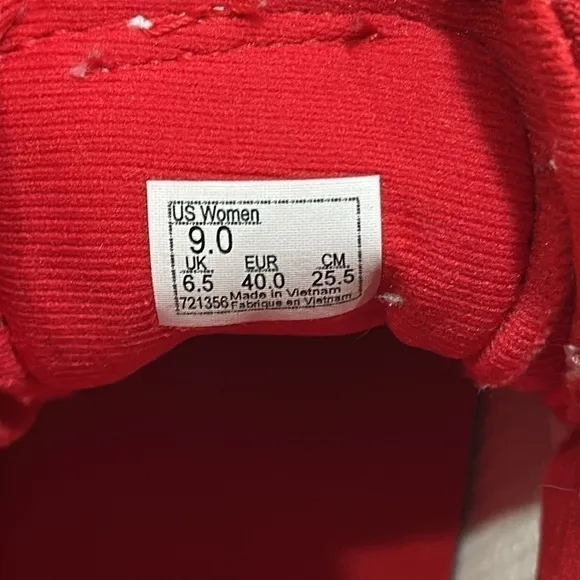 US Women
9.0
UK EUR CM
6.5 40.0 25.5
721356 Made in Vietnam
Fabrique en Vietnam